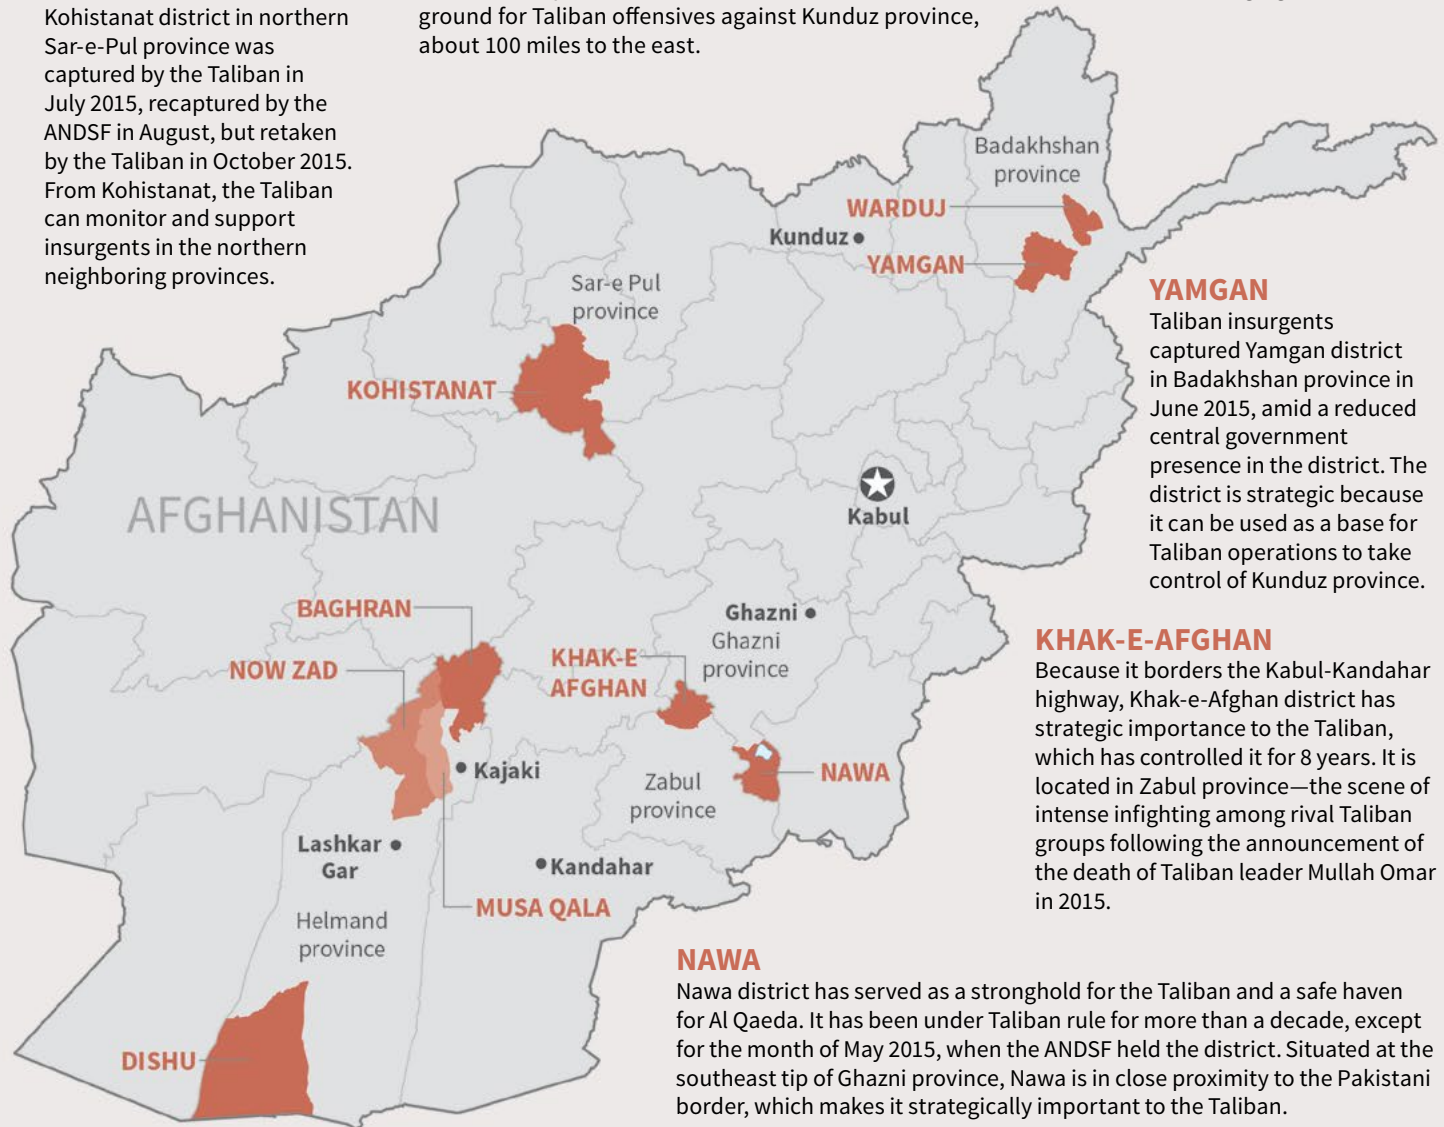 Kohistanat district in northern
Sar-e-Pul province was
captured by the Taliban in
July 2015, recaptured by the
ANDSF in August, but retaken
by the Taliban in October 2015.
From Kohistanat, the Taliban
can monitor and support
insurgents in the northern
neighboring provinces.
ground for Taliban offensives against Kunduz province,
about 100 miles to the east.
Badakhshan
province
WARDUJ
Kunduz
YAMGAN
Sar-e Pul
province
KOHISTANAT
AFGHANISTAN
Kabul
BAGHRAN
Ghazni
Ghazni
province
NOW ZAD
KHAK-E
AFGHAN
Kajaki
NAWA
Zabul
province
Lashkar
Gar
Kandahar
MUSA QALA
Helmand
province
DISHU
YAMGAN
Taliban insurgents
captured Yamgan district
in Badakhshan province in
June 2015, amid a reduced
central government
presence in the district. The
district is strategic because
it can be used as a base for
Taliban operations to take
control of Kunduz province.
KHAK-E-AFGHAN
Because it borders the Kabul-Kandahar
highway, Khak-e-Afghan district has
strategic importance to the Taliban,
which has controlled it for 8 years. It is
located in Zabul province—the scene of
intense infighting among rival Taliban
groups following the announcement of
the death of Taliban leader Mullah Omar
in 2015.
NAWA
Nawa district has served as a stronghold for the Taliban and a safe haven
for Al Qaeda. It has been under Taliban rule for more than a decade, except
for the month of May 2015, when the ANDSF held the district. Situated at the
southeast tip of Ghazni province, Nawa is in close proximity to the Pakistani
border, which makes it strategically important to the Taliban.